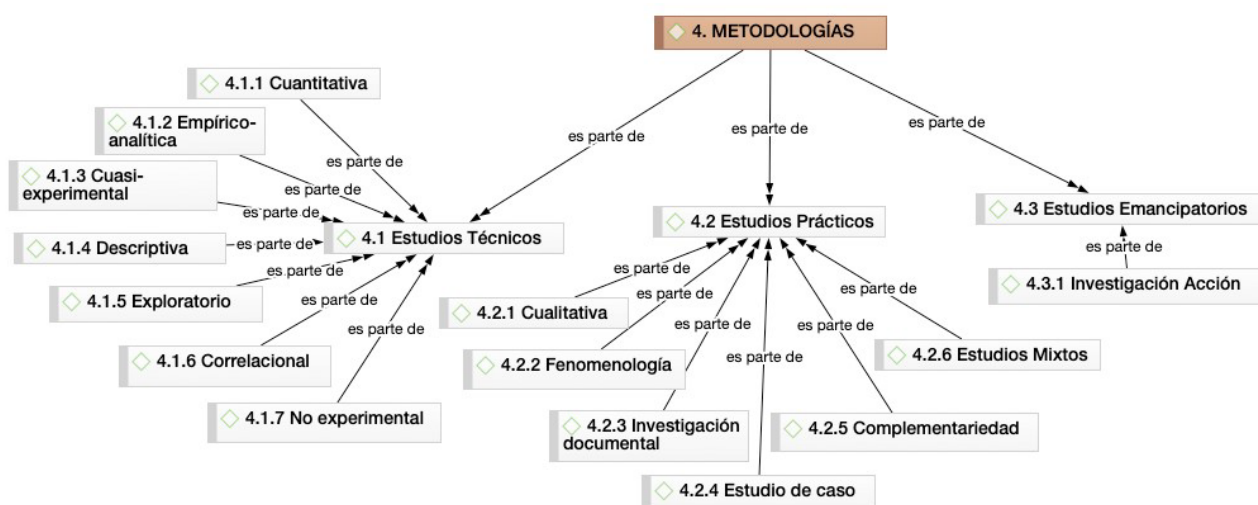 4. METODOLOGÍAS
es parte de
es parte de
es parte de
4.1.1 Cuantitativa
es parte de
4.1.2 Empírico-
analítica
es parte de
4.1.3 Cuasi-
experimental
es parte de
4.1 Estudios Técnicos
4.1.4 Descriptiva
es parte de
4.1.5 Exploratorio
es parte de
4.1.6 Correlacional
es parte de
4.1.7 No experimental
es parte de
4.2 Estudios Prácticos
4.2.1 Cualitativa
es parte de
4.2.2 Fenomenología
es parte de
4.2.3 Investigación
documental
es parte de
4.2.4 Estudio de caso
es parte de
4.2.5 Complementariedad
es parte de
4.2.6 Estudios Mixtos
es parte de
4.3 Estudios Emancipatorios
es parte de
4.3.1 Investigación Acción